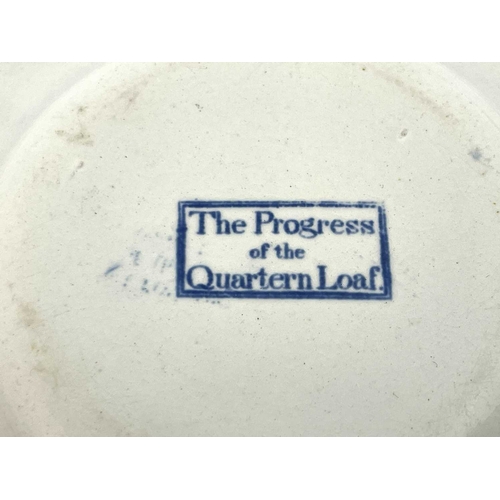 The Progress
of the
Quartern Loaf.